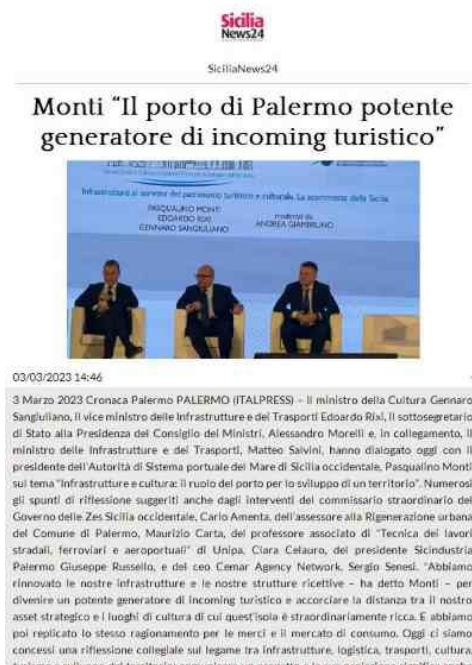 Sicilia
News24
SiciliaNews24
Monti “Il porto di Palermo potente
generatore di incoming turistico”
Infrastrutture al servizio del patrimonio turistico e culturale. La scommessa della Sicilia
PASQUALINO MONTI
EDOARDO RIXI
GENNARO SANGIULIANO
moderati da
ANDREA GIAMBRUNO
03/03/2023 14:46
3 Marzo 2023 Cronaca Palermo PALERMO (ITALPRESS) – Il ministro della Cultura Gennaro
Sangiuliano, il vice ministro delle Infrastrutture e dei Trasporti Edoardo Rixi, il sottosegretario
di Stato alla Presidenza del Consiglio dei Ministri, Alessandro Morelli e, in collegamento, il
ministro delle Infrastrutture e dei Trasporti, Matteo Salvini, hanno dialogato oggi con il
presidente dell'Autorità di Sistema portuale del Mare di Sicilia occidentale, Pasqualino Monti
sul tema "Infrastrutture e cultura: il ruolo del porto per lo sviluppo di un territorio". Numerosi
gli spunti di riflessione suggeriti anche dagli interventi del commissario straordinario del
Governo delle Zes Sicilia occidentale, Carlo Amenta, dell'assessore alla Rigenerazione urbana
del Comune di Palermo, Maurizio Carta, del professore associato di "Tecnica dei lavori
stradali, ferroviari e aeroportuali" di Unipa, Clara Celauro, del presidente Sicindustria
Palermo Giuseppe Russello, e del ceo Cemar Agency Network, Sergio Senesi. "Abbiamo
rinnovato le nostre infrastrutture e le nostre strutture ricettive – ha detto Monti – per
divenire un potente generatore di incoming turistico e accorciare la distanza tra il nostro
asset strategico e i luoghi di cultura di cui quest'isola è straordinariamente ricca. E abbiamo
poi replicato lo stesso ragionamento per le merci e il mercato di consumo. Oggi ci siamo
concessi una riflessione collegiale sul legame tra infrastrutture, logistica, trasporti, cultura,